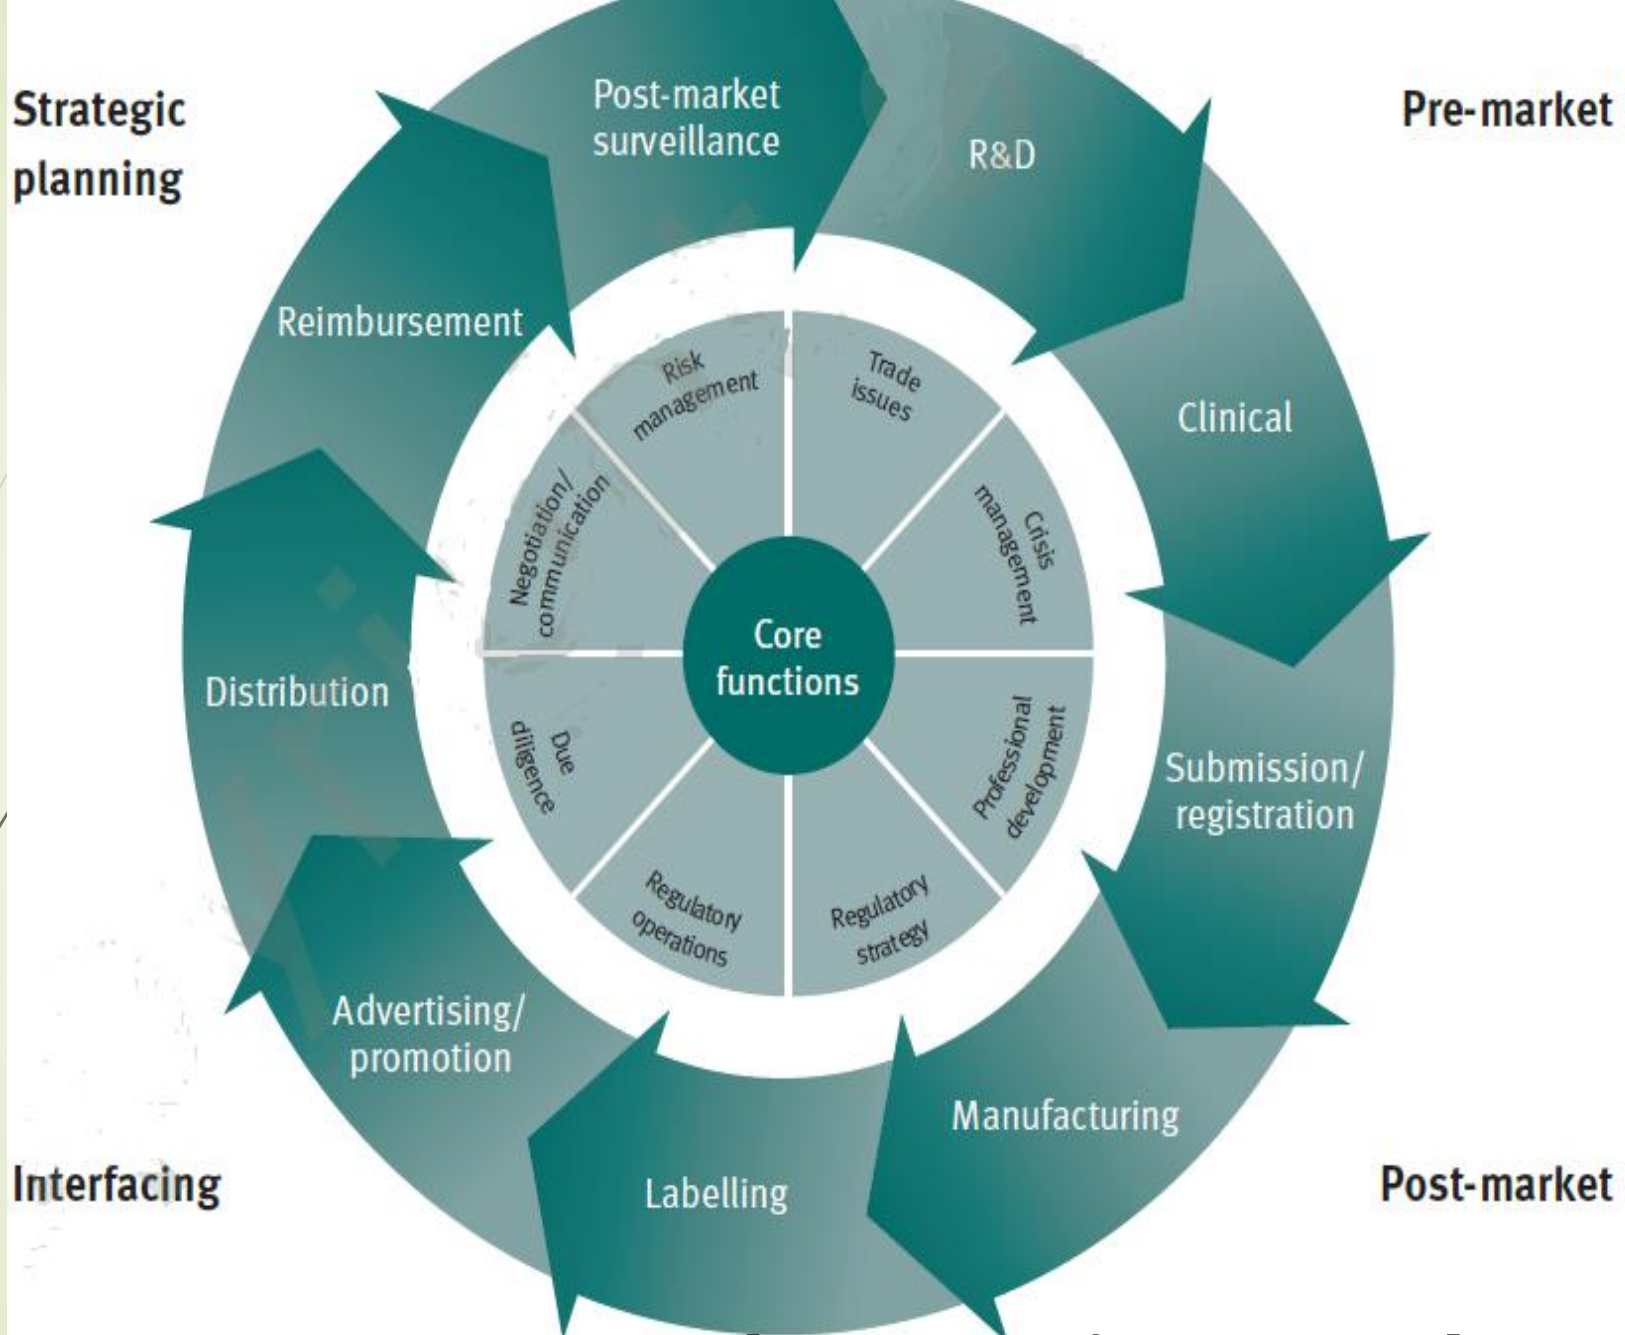 Strategic
planning
Pre-market
Post-market
surveillance
R&D
Reimbursement
Clinical
Distribution
Submission/
registration
Advertising/
promotion
Manufacturing
Labelling
Interfacing
Post-market
Risk
management
Trade
issues
Negotiation/
communication
Crisis
management
Core
functions
Due
diligence
Professional
development
Regulatory
operations
Regulatory
strategy